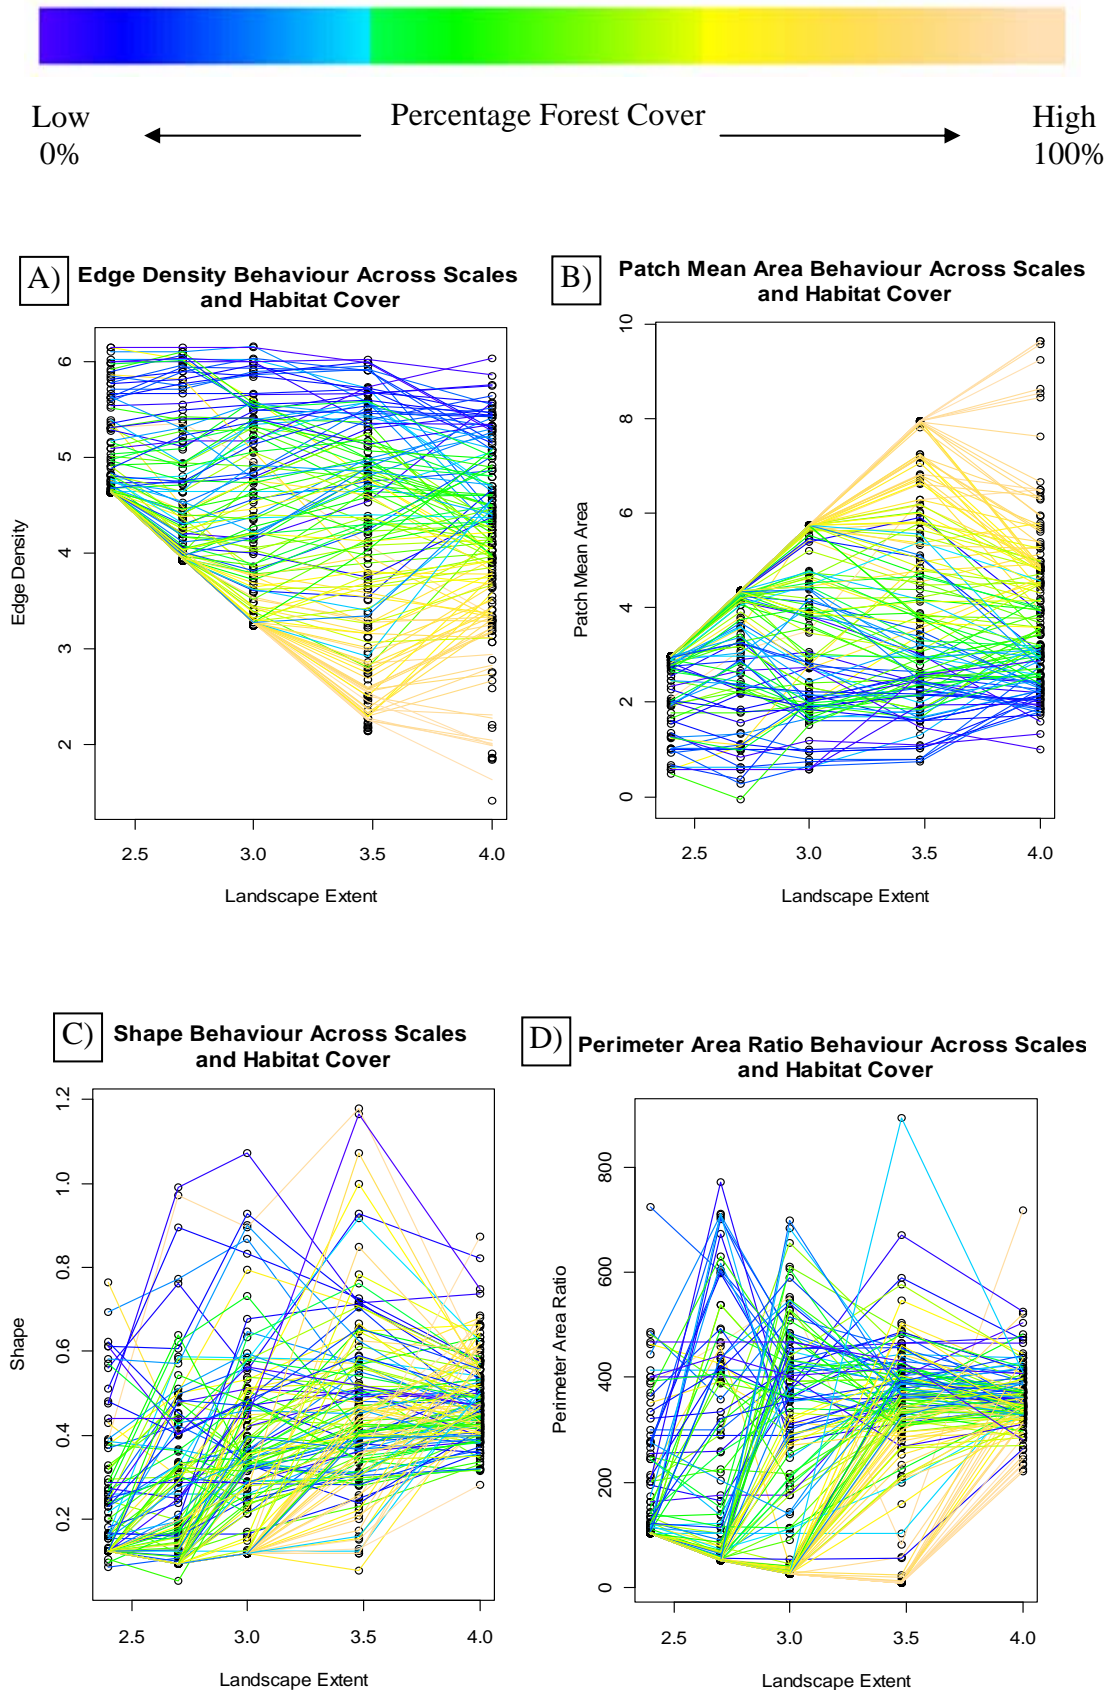 Low
0%
Percentage Forest Cover
High
100%
A)
Edge Density Behaviour Across Scales
and Habitat Cover
6
5
4
3
2
Edge Density
2.5 3.0 3.5 4.0
Landscape Extent
B)
Patch Mean Area Behaviour Across Scales
and Habitat Cover
10
8
6
4
2
0
Patch Mean Area
2.5 3.0 3.5 4.0
Landscape Extent
C)
Shape Behaviour Across Scales
and Habitat Cover
1.2
1.0
0.8
0.6
0.4
0.2
Shape
2.5 3.0 3.5 4.0
Landscape Extent
D)
Perimeter Area Ratio Behaviour Across Scales
and Habitat Cover
800
600
400
200
0
Perimeter Area Ratio
2.5 3.0 3.5 4.0
Landscape Extent